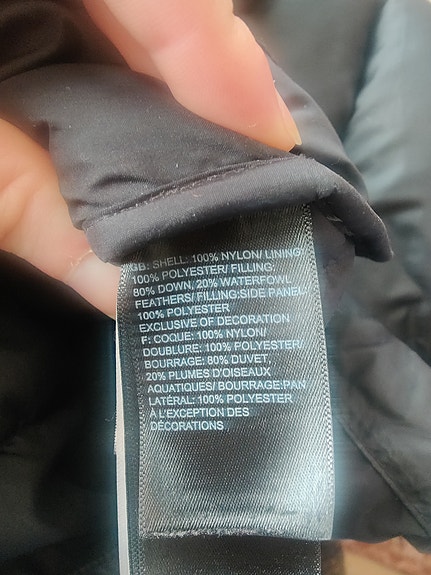 GB: SHELL: 100% NYLON/ LINING:
100% POLYESTER/ FILLING:
80% DOWN, 20% WATERFOWL
FEATHERS/ FILLING:SIDE PANEL:
100% POLYESTER
EXCLUSIVE OF DECORATION
F: COQUE: 100% NYLON/
DOUBLURE: 100% POLYESTER/
BOURRAGE: 80% DUVET,
20% PLUMES D'OISEAUX
AQUATIQUES/ BOURRAGE:PAN
LATÉRAL: 100% POLYESTER
À L'EXCEPTION DES
DÉCORATIONS